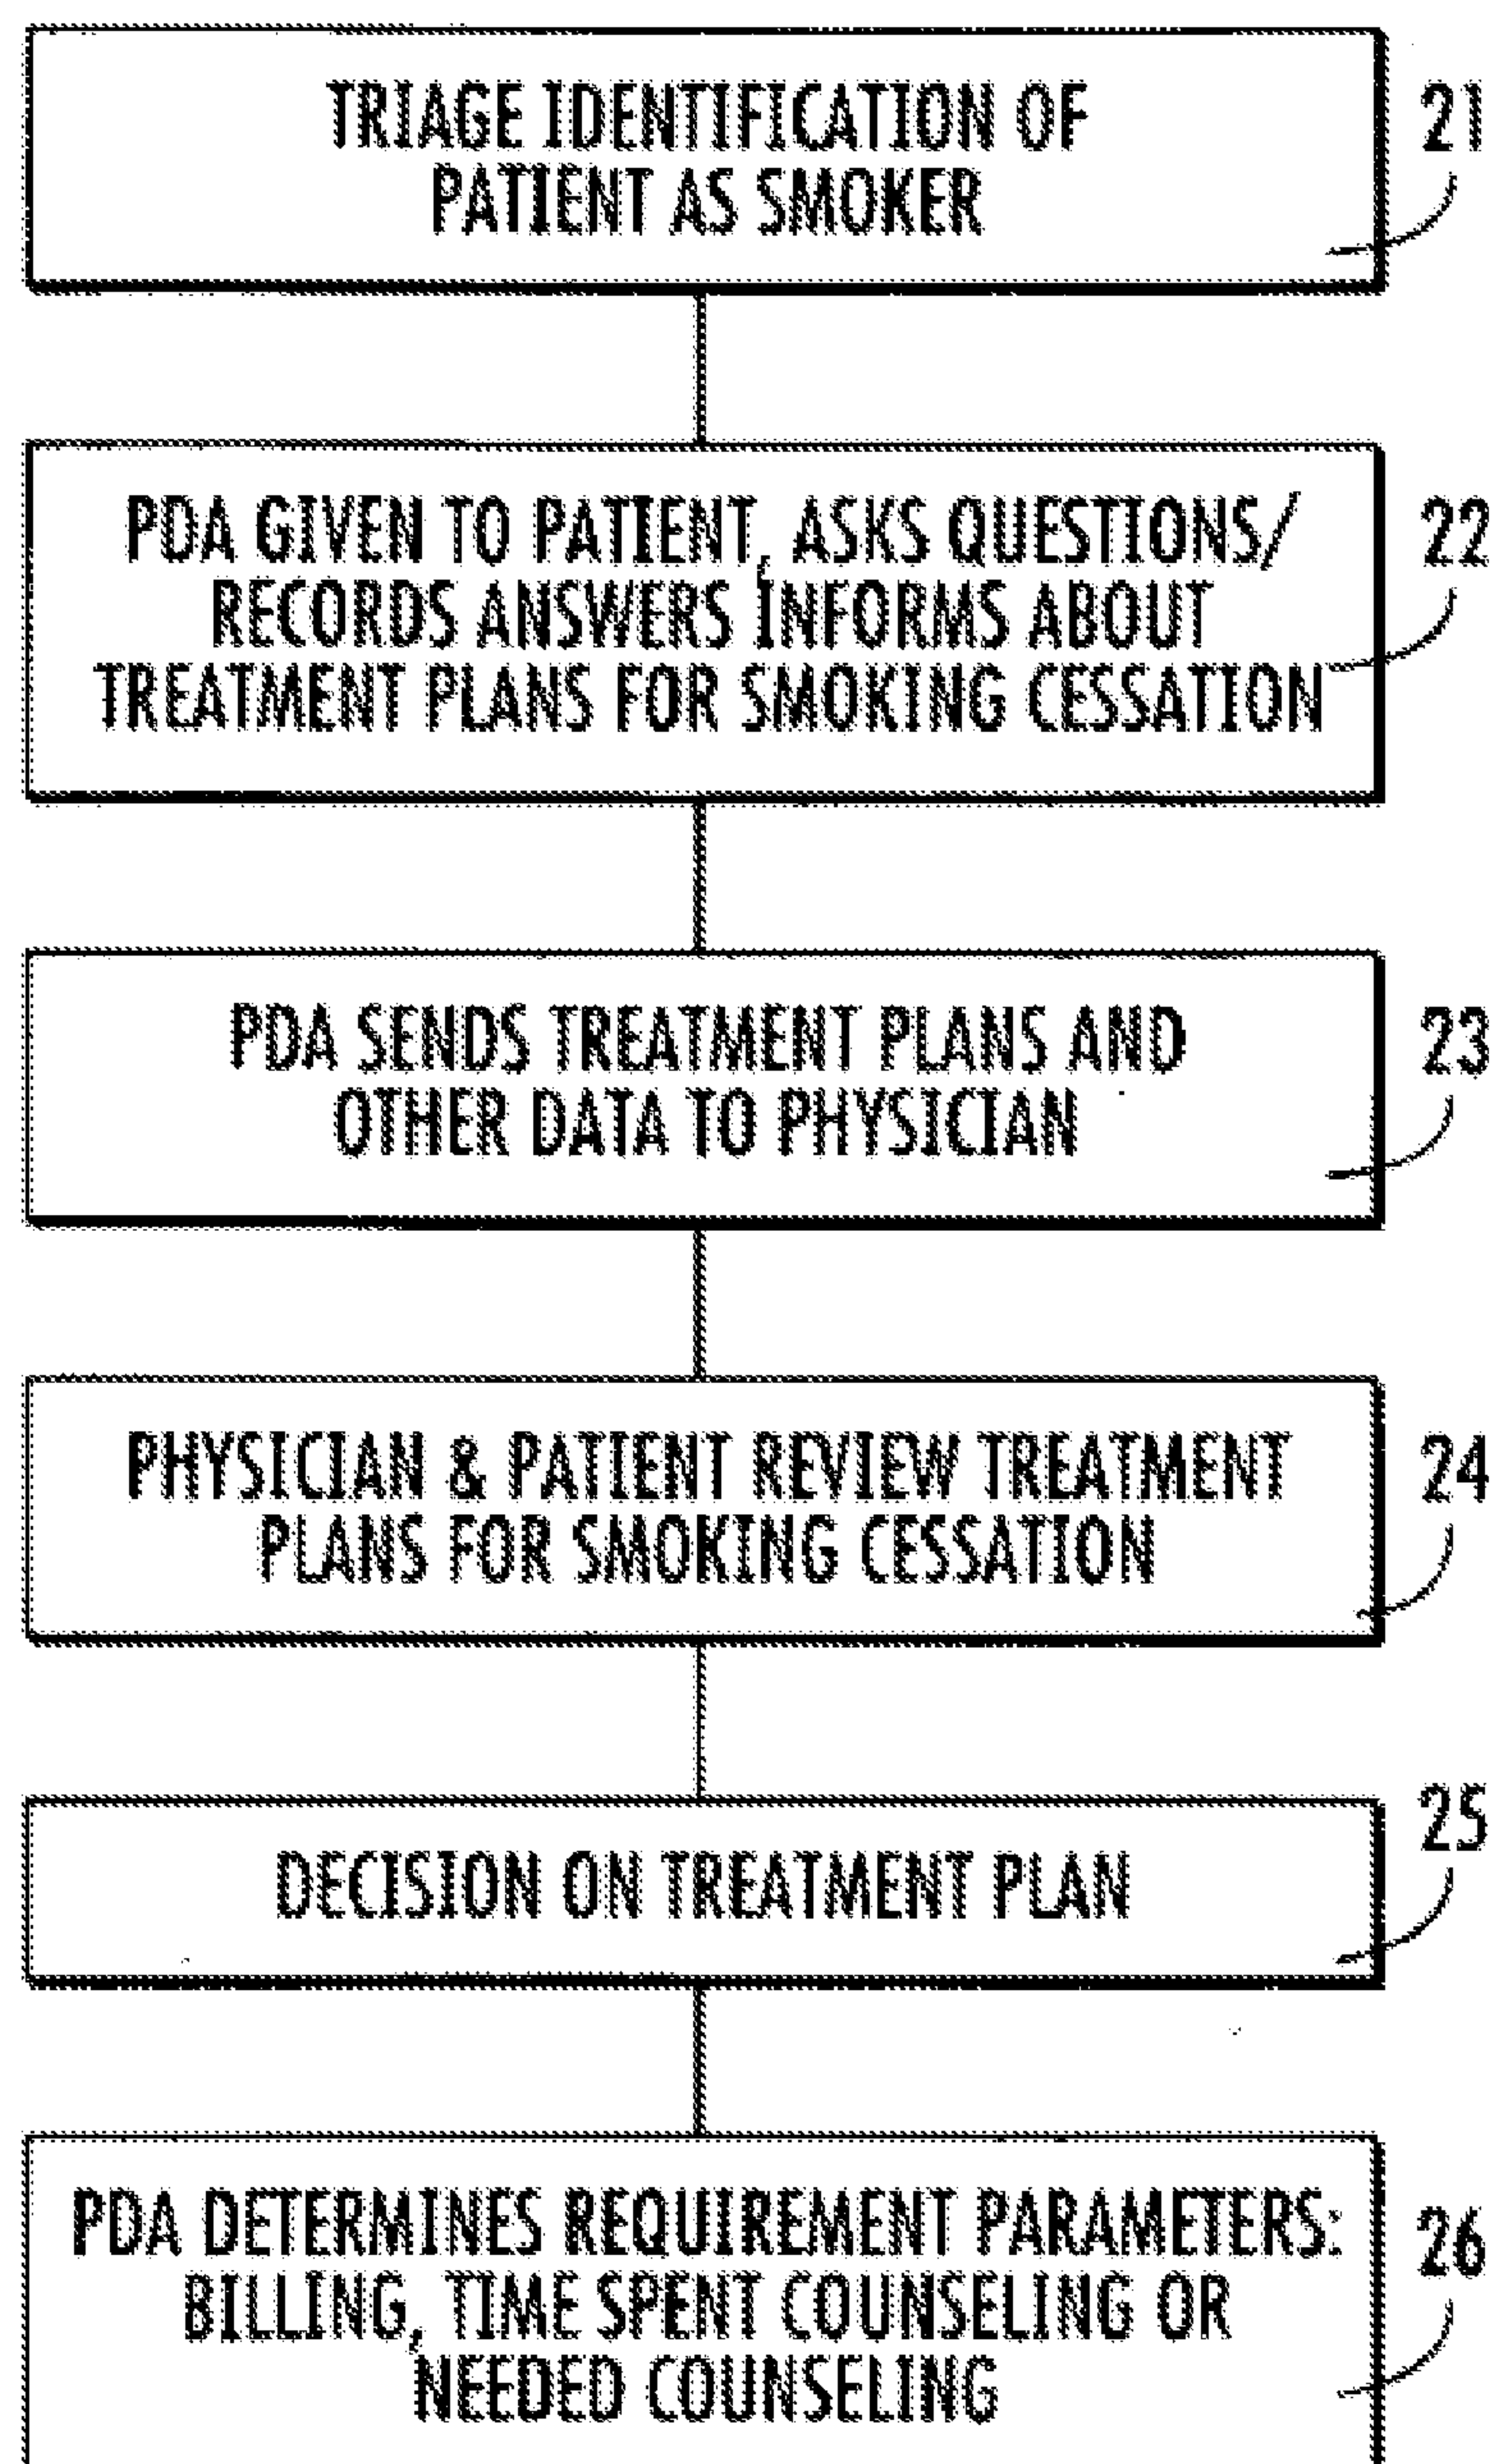 TRIAGE IDENTIFICATION OF
PATIENT AS SMOKER
21
PDA GIVEN TO PATIENT, ASKS QUESTIONS/
RECORDS ANSWERS INFORMS ABOUT
TREATMENT PLANS FOR SMOKING CESSATION
22
PDA SENDS TREATMENT PLANS AND
OTHER DATA TO PHYSICIAN
23
PHYSICIAN & PATIENT REVIEW TREATMENT
PLANS FOR SMOKING CESSATION
24
DECISION ON TREATMENT PLAN
25
PDA DETERMINES REQUIREMENT PARAMETERS:
BILLING, TIME SPENT COUNSELING OR
NEEDED COUNSELING
26